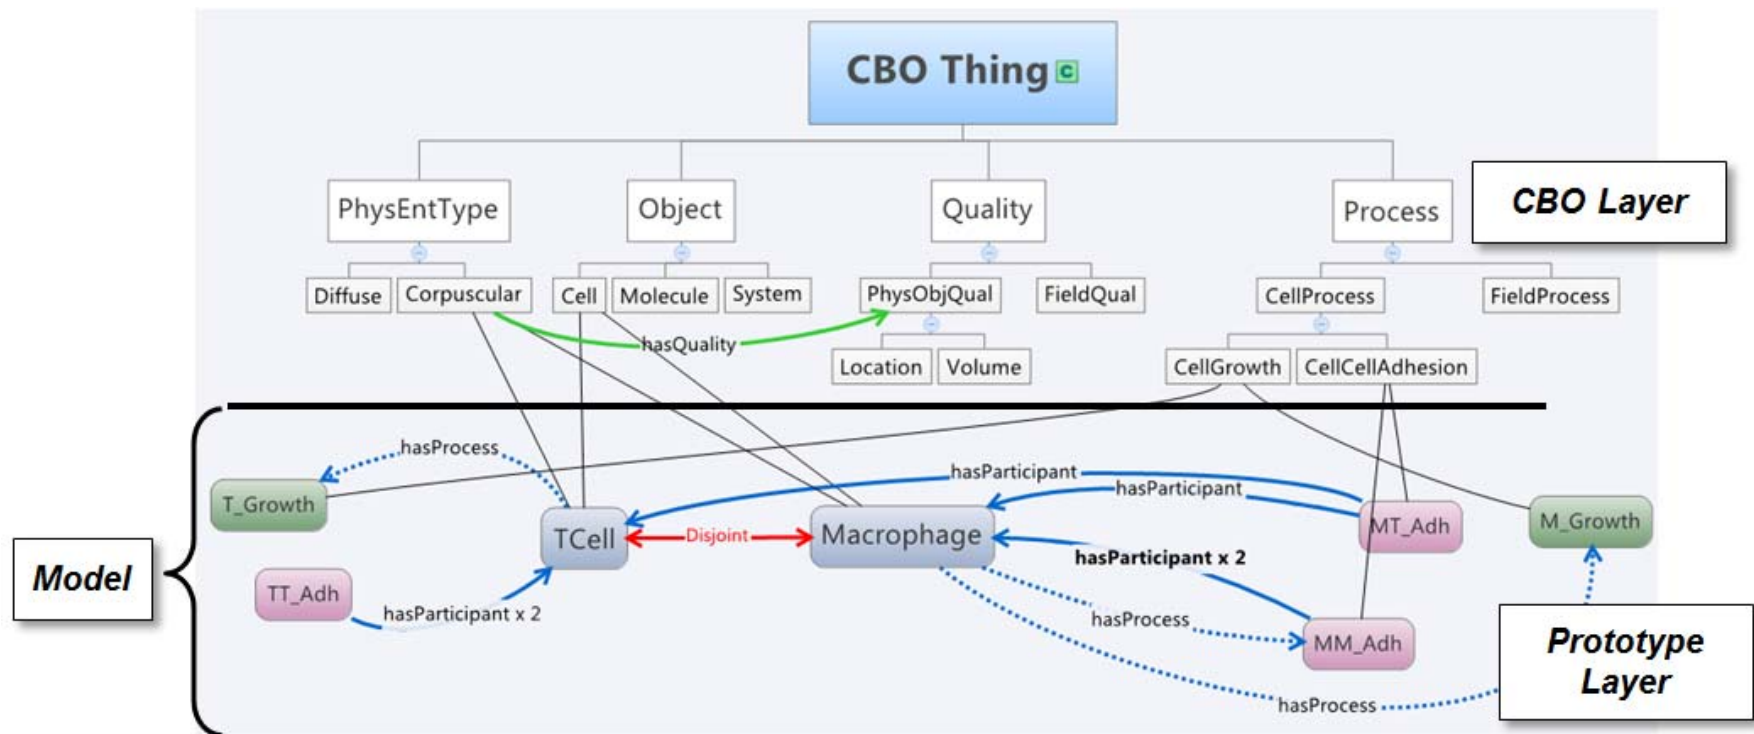 CBO Thing C
PhysEntType
Object
Quality
Process
CBO Layer
Diffuse
Corpuscular
Cell
Molecule
System
PhysObjQual
FieldQual
CellProcess
FieldProcess
hasQuality
Location
Volume
CellGrowth
CellCellAdhesion
hasProcess
hasParticipant
hasParticipant
T_Growth
TCell
Disjoint
Macrophage
MT_Adh
M_Growth
Model
TT_Adh
hasParticipant x 2
hasParticipant x 2
hasProcess
MM_Adh
Prototype
Layer
hasProcess